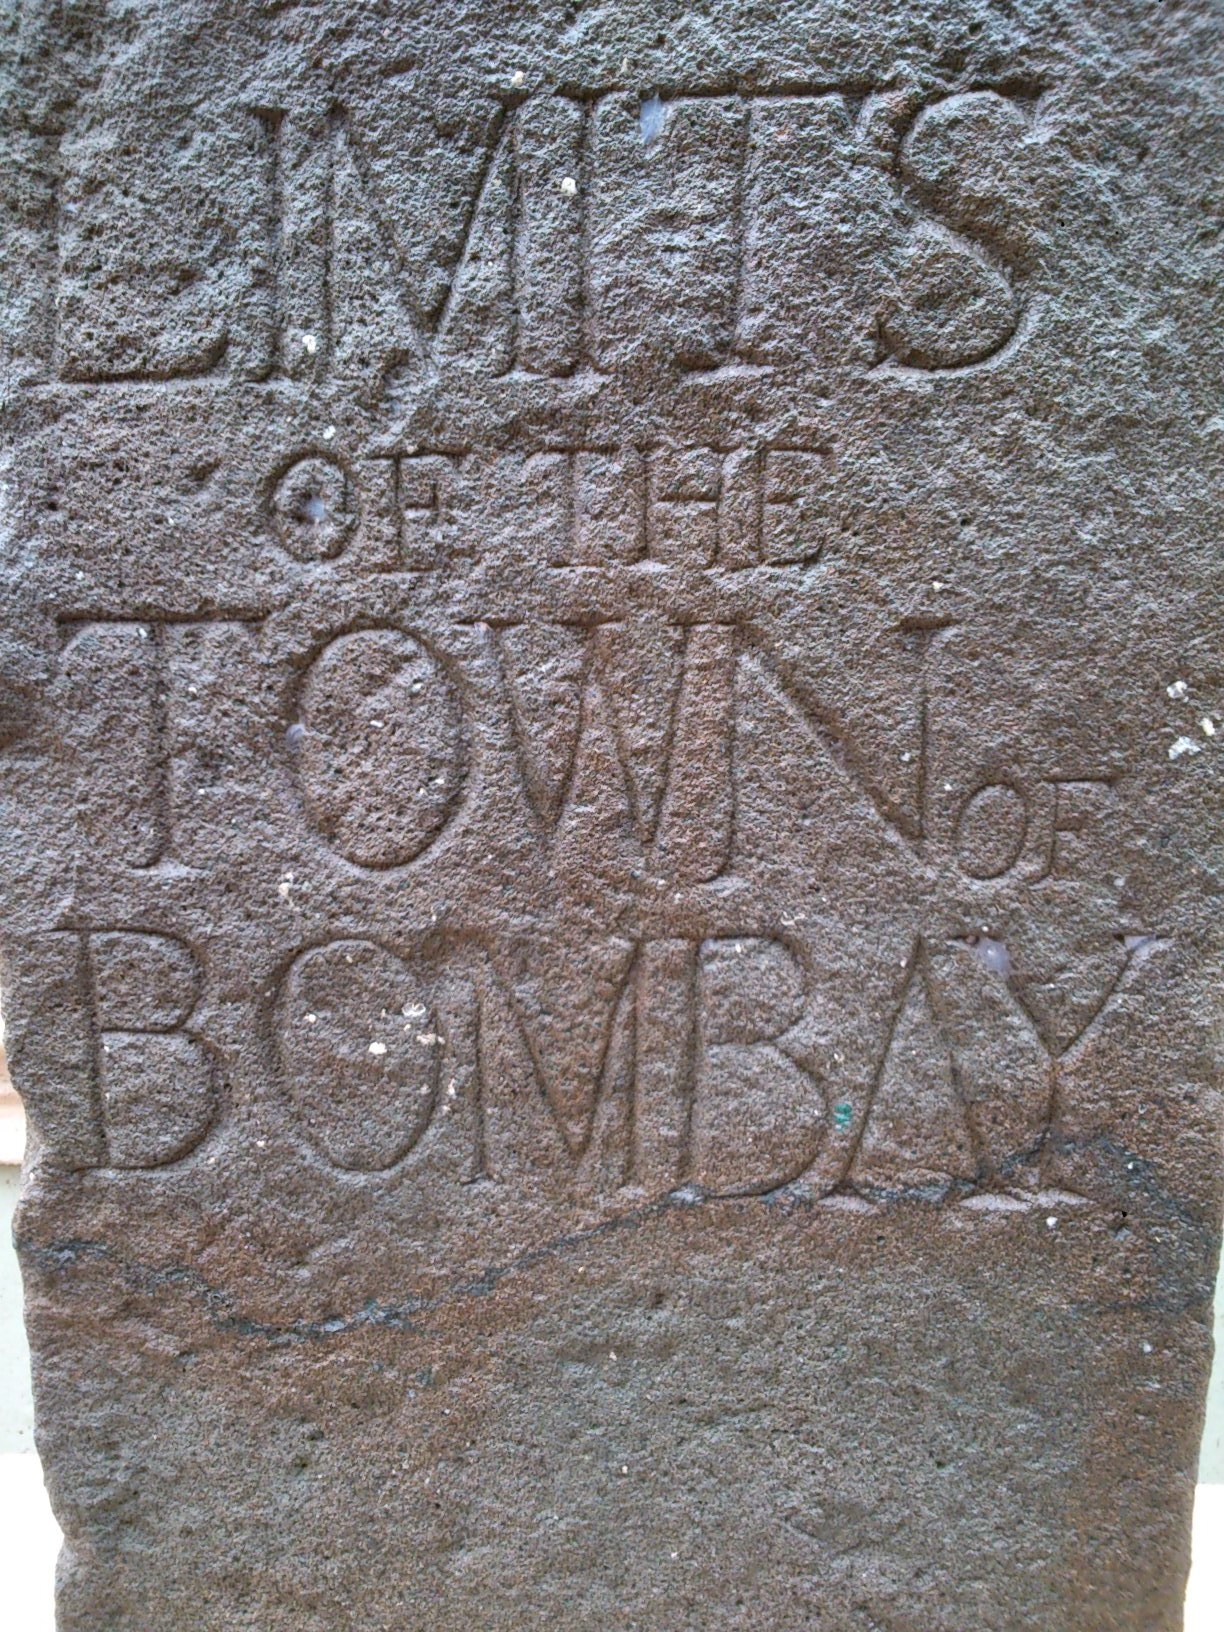 LIMITS
OF THE
TOWN OF
BOMBAY